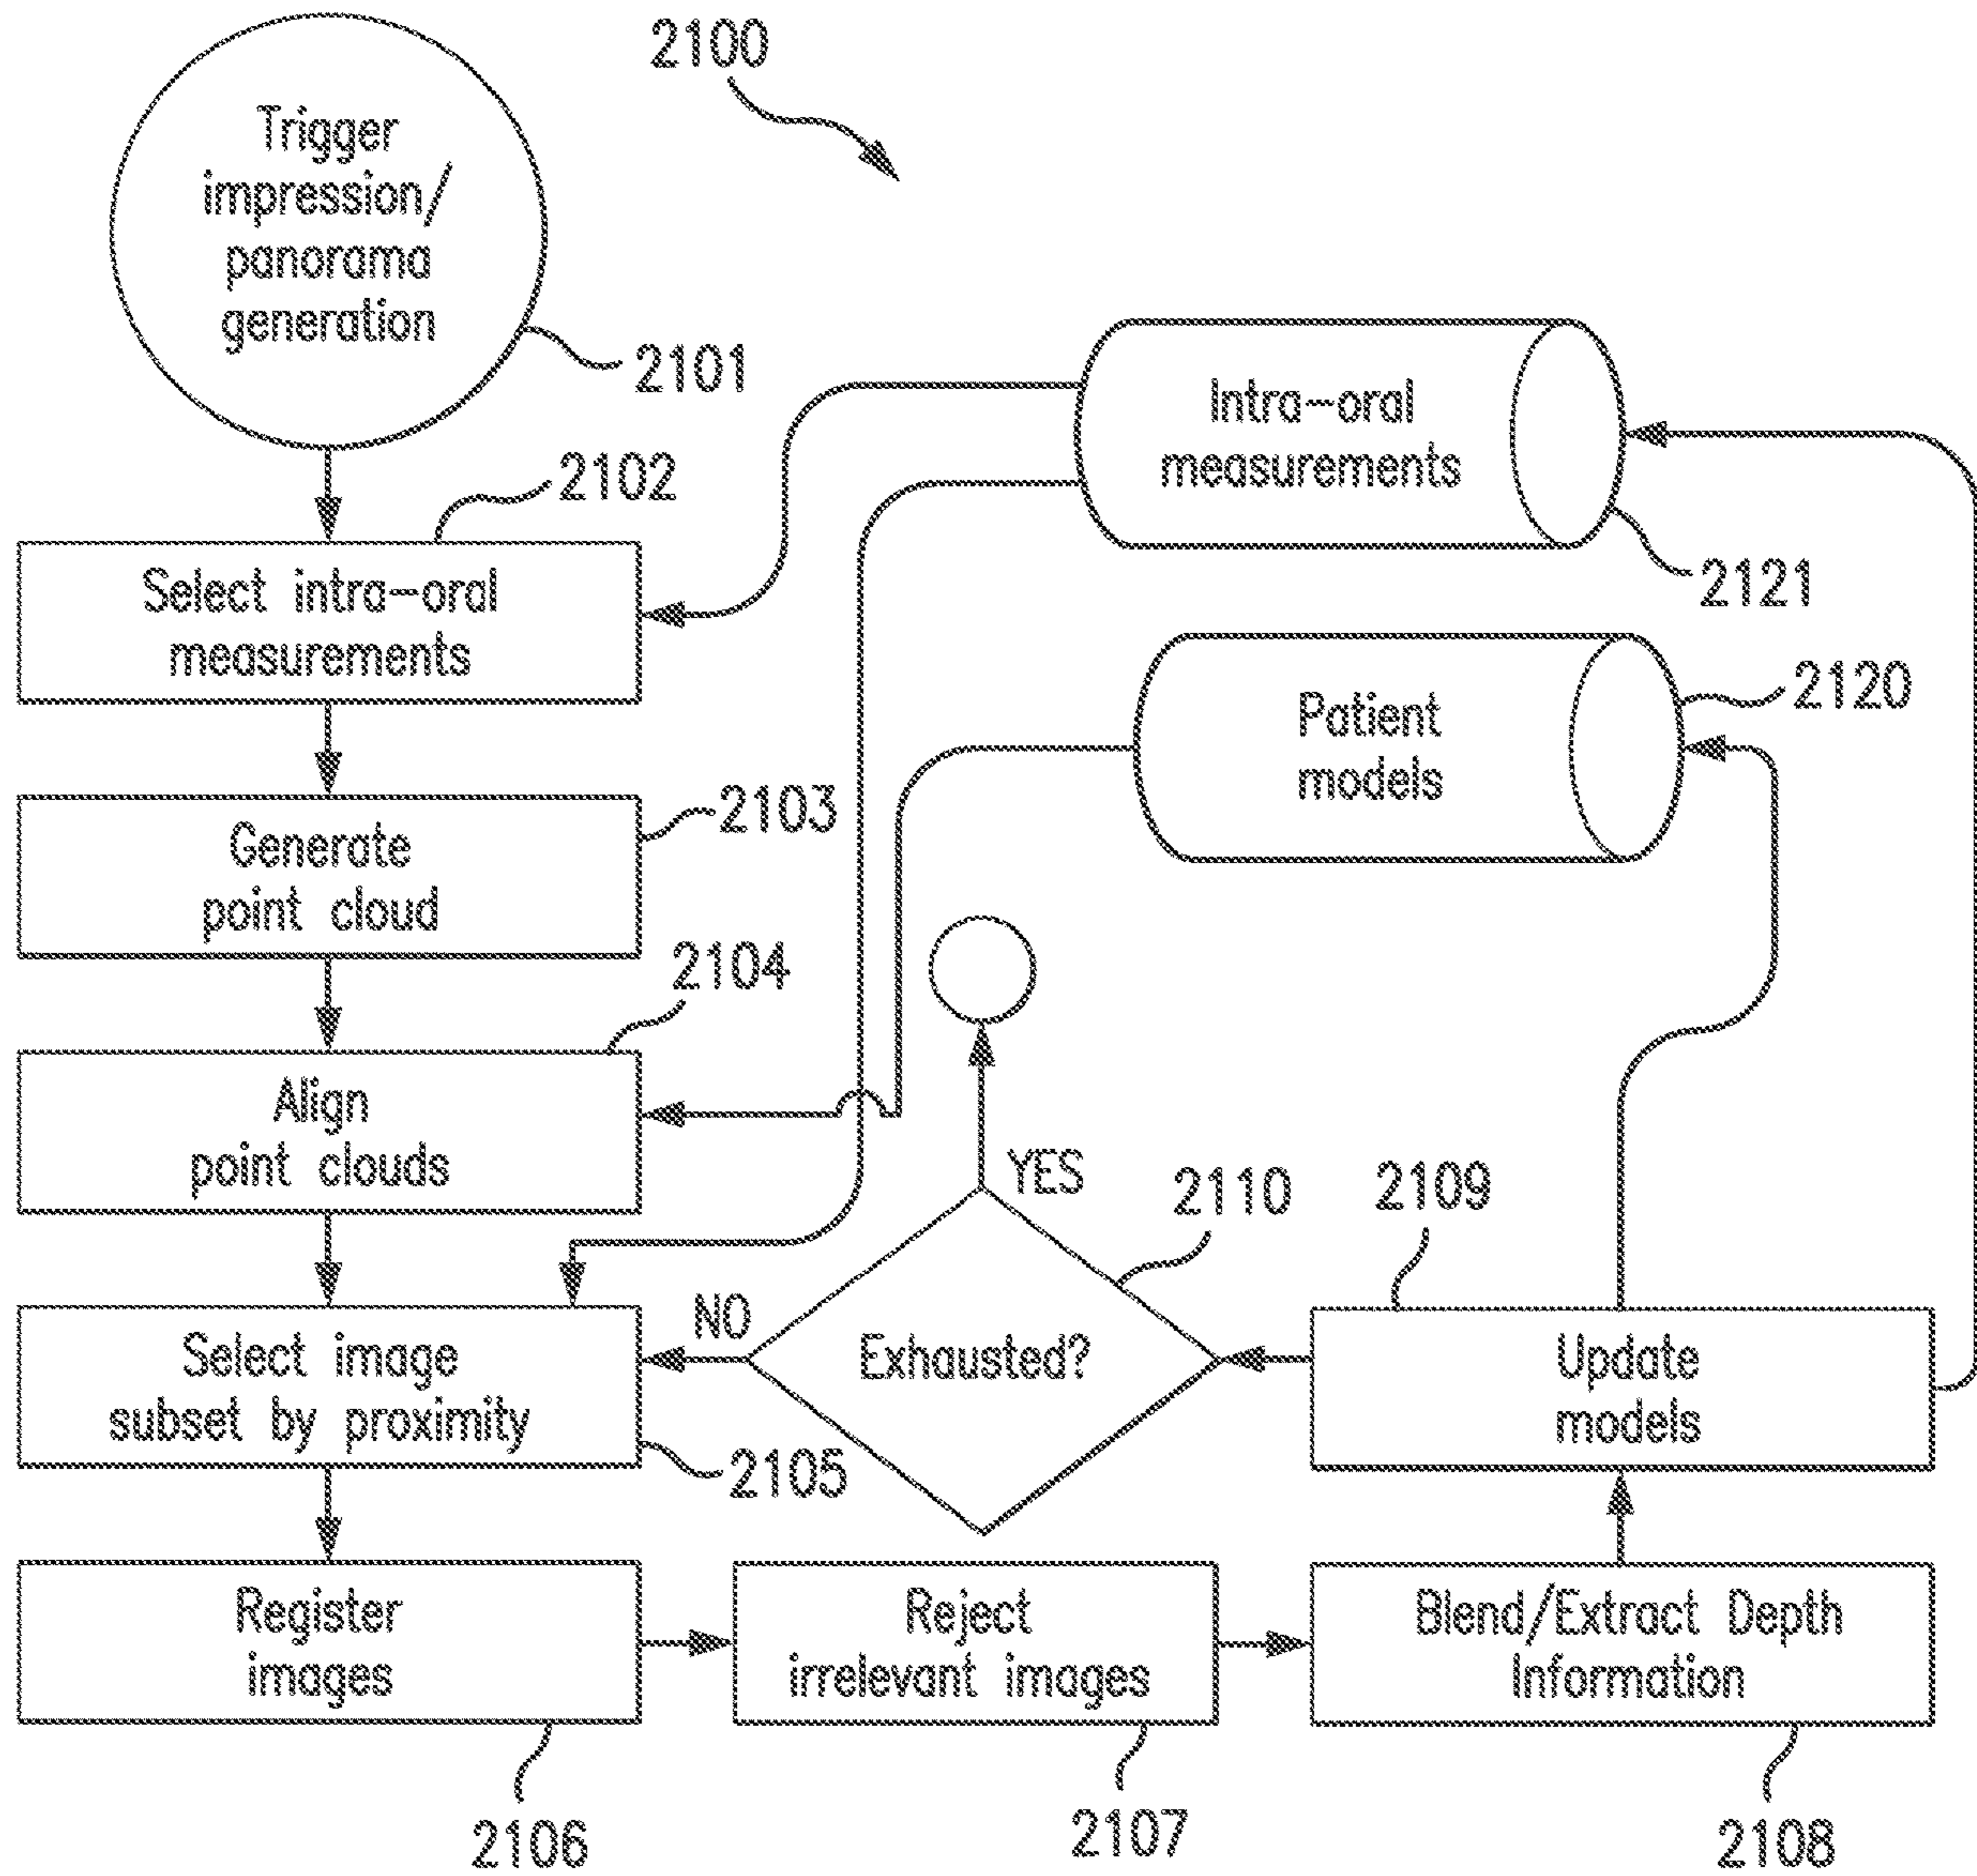 2100
Trigger
impression/
panorama
generation
2101
Intra-oral
measurements
2121
2102
Select intra-oral
measurements
Patient
models
2120
2103
Generate
point cloud
2104
Align
point clouds
YES
2110
2109
NO
Exhausted?
Select image
subset by proximity
2105
Update
models
Register
images
Reject
irrelevant images
Blend/Extract Depth
Information
2106
2107
2108